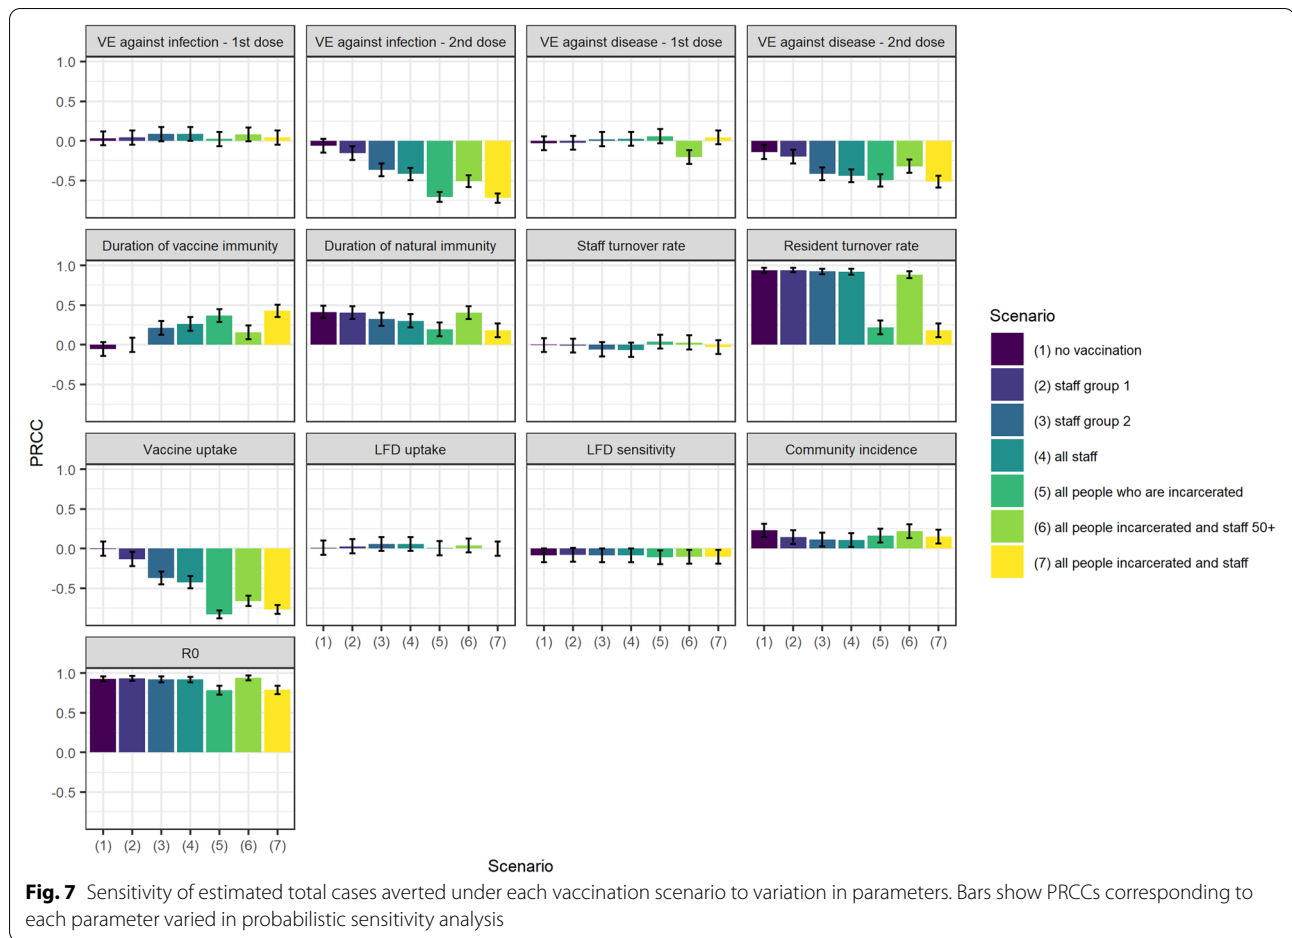 VE against infection - 1st dose
VE against infection - 2nd dose
VE against disease - 1st dose
VE against disease - 2nd dose
1.0
0.5
0.0
-0.5
Duration of vaccine immunity
Duration of natural immunity
Staff turnover rate
Resident turnover rate
1.0
0.5
0.0
-0.5
Vaccine uptake
LFD uptake
LFD sensitivity
Community incidence
1.0
0.5
0.0
-0.5
(1) (2) (3) (4) (5) (6) (7)
(1) (2) (3) (4) (5) (6) (7)
(1) (2) (3) (4) (5) (6) (7)
R0
1.0
0.5
0.0
-0.5
(1) (2) (3) (4) (5) (6) (7)
PRCC
Scenario
Scenario
(1) no vaccination
(2) staff group 1
(3) staff group 2
(4) all staff
(5) all people who are incarcerated
(6) all people incarcerated and staff 50+
(7) all people incarcerated and staff
Fig. 7 Sensitivity of estimated total cases averted under each vaccination scenario to variation in parameters. Bars show PRCCs corresponding to
each parameter varied in probabilistic sensitivity analysis